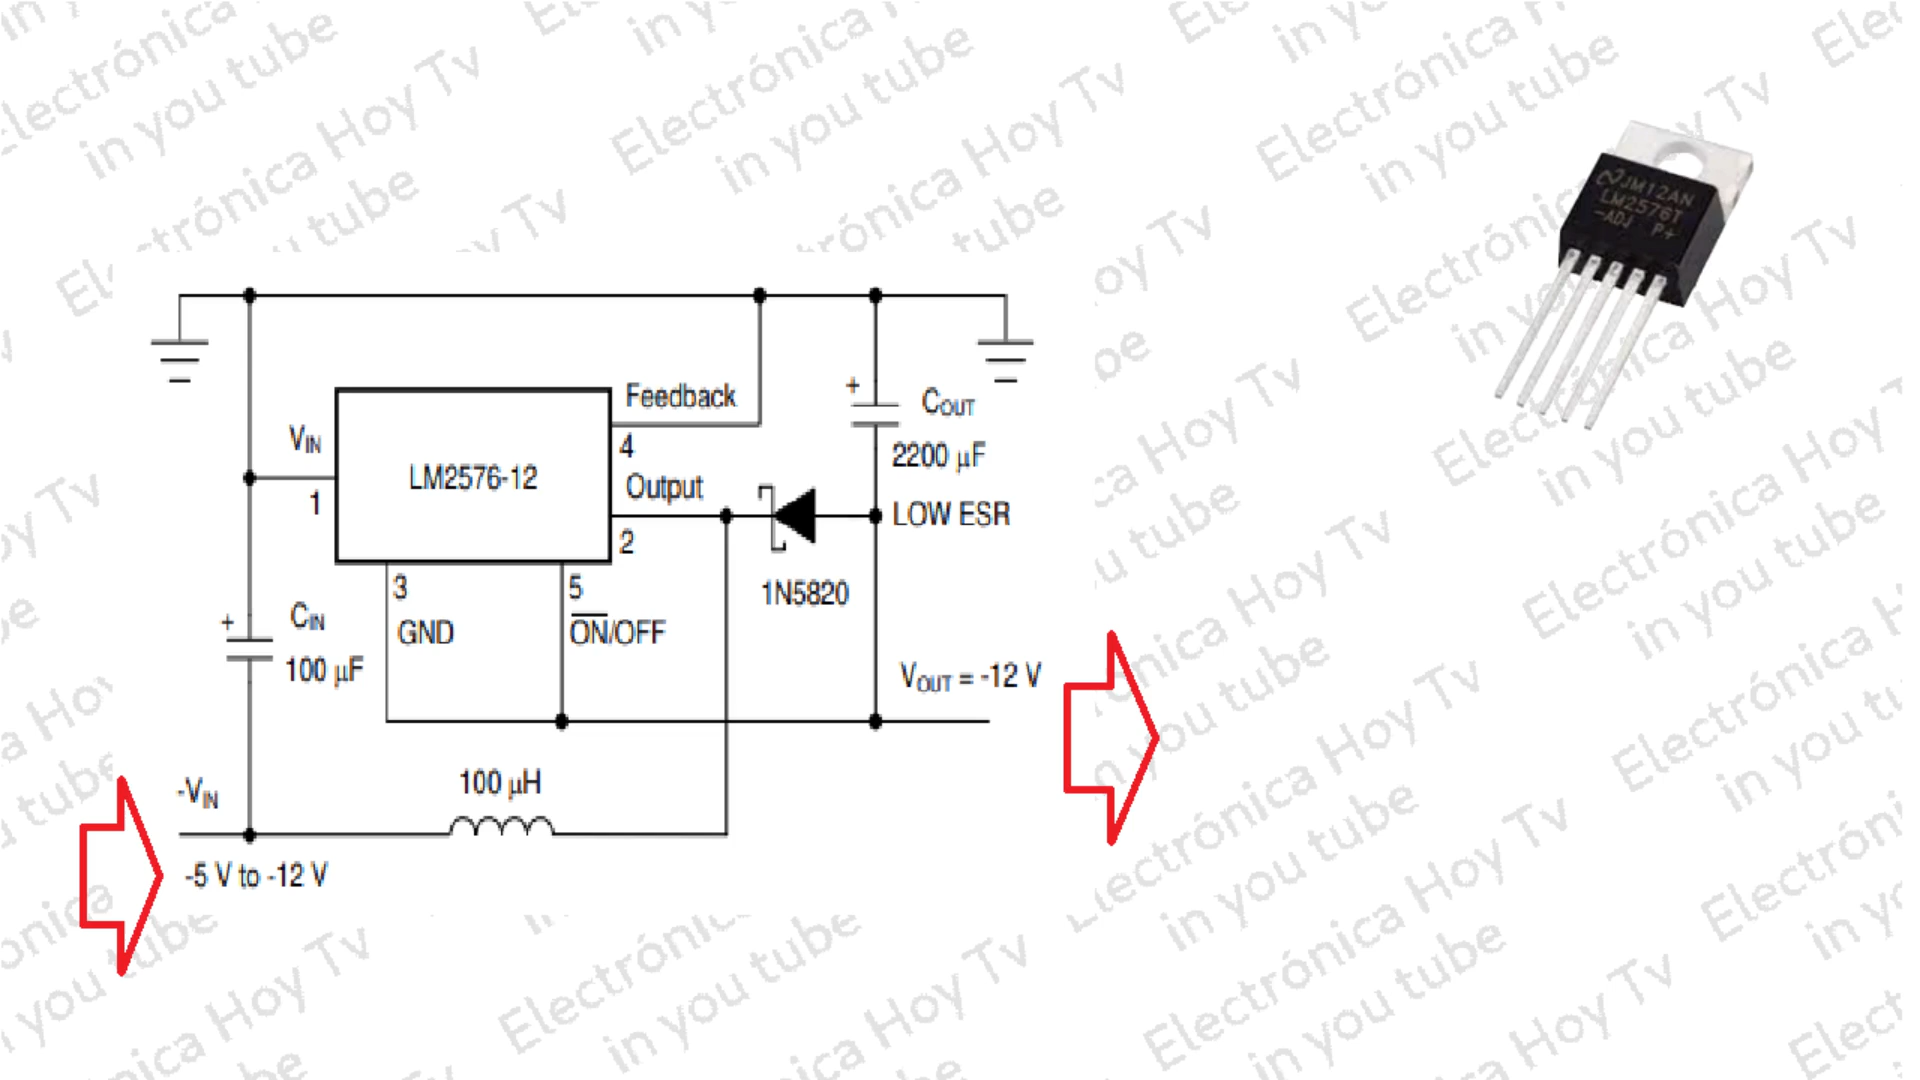 Electrónica Hoy Tv
in you tube
JM12AN
LM2576T
-ADJ P+
Feedback
4
+
COUT
2200 µF
LOW ESR
VIN
1
LM2576-12
Output
2
1N5820
3
GND
5
ON/OFF
+
CIN
100 µF
VOUT = -12 V
100 µH
-VIN
-5 V to -12 V